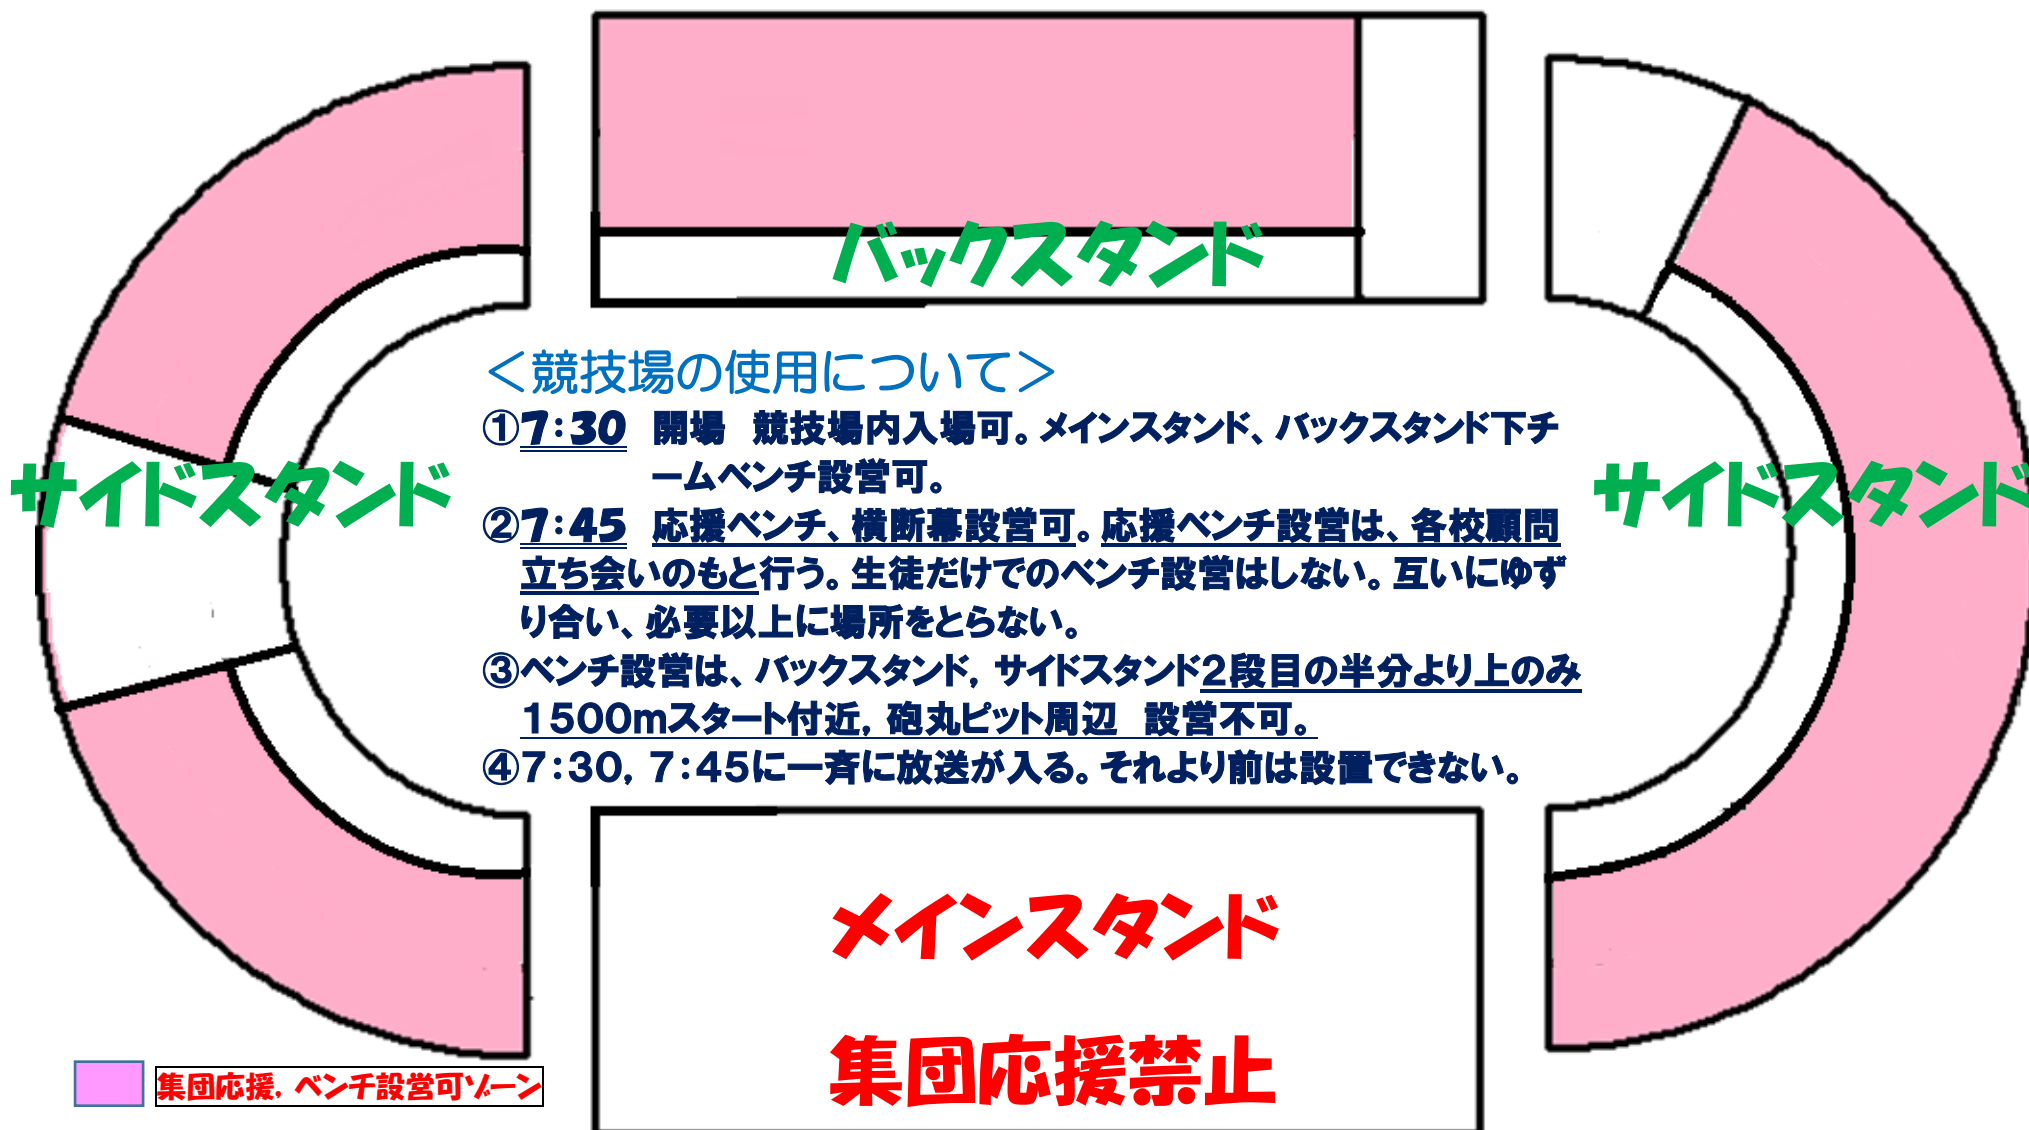 バックスタンド
＜競技場の使用について＞
①7:30　開場　競技場内入場可。メインスタンド、バックスタンド下チ
ームベンチ設営可。
サイドスタンド
サイドスタンド
②7:45　応援ベンチ、横断幕設営可。応援ベンチ設営は、各校顧問
立ち会いのもと行う。生徒だけでのベンチ設営はしない。互いにゆず
り合い、必要以上に場所をとらない。
③ベンチ設営は、バックスタンド，サイドスタンド２段目の半分より上のみ
１５００ｍスタート付近，砲丸ピット周辺　設営不可。
④７：３０，７：４５に一斉に放送が入る。それより前は設置できない。
メインスタンド
集団応援禁止
集団応援，ベンチ設営可ゾーン